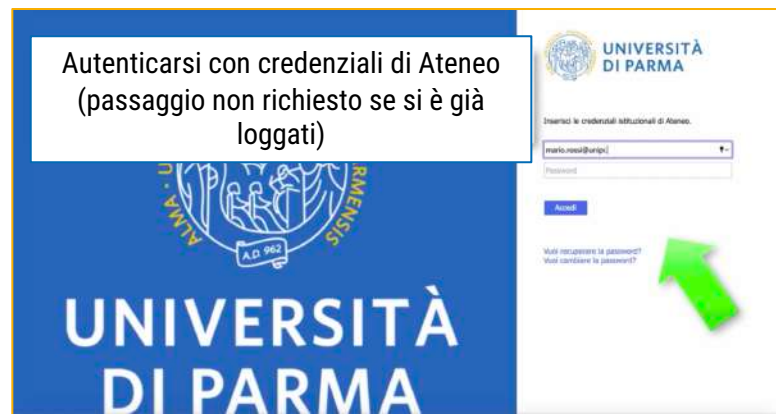 Autenticarsi con credenziali di Ateneo
(passaggio non richiesto se si è già
loggati)
UNIVERSITÀ
DI PARMA
Inserisci le credenziali istituzionali di Ateneo.
mario.rossi@unipr.
Password
Accedi
Vuoi recuperare la password?
Vuoi cambiare la password?
ALMA · U
RMENSIS
A.D. 962
UNIVERSITÀ
DI PARMA